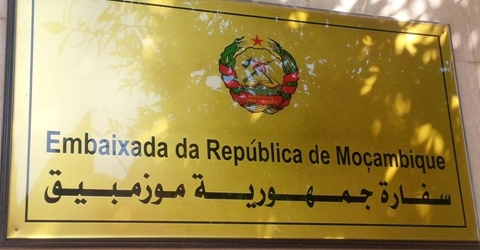 Embaixada da República de Moçambique
سفارة جمهورية موزمبيق